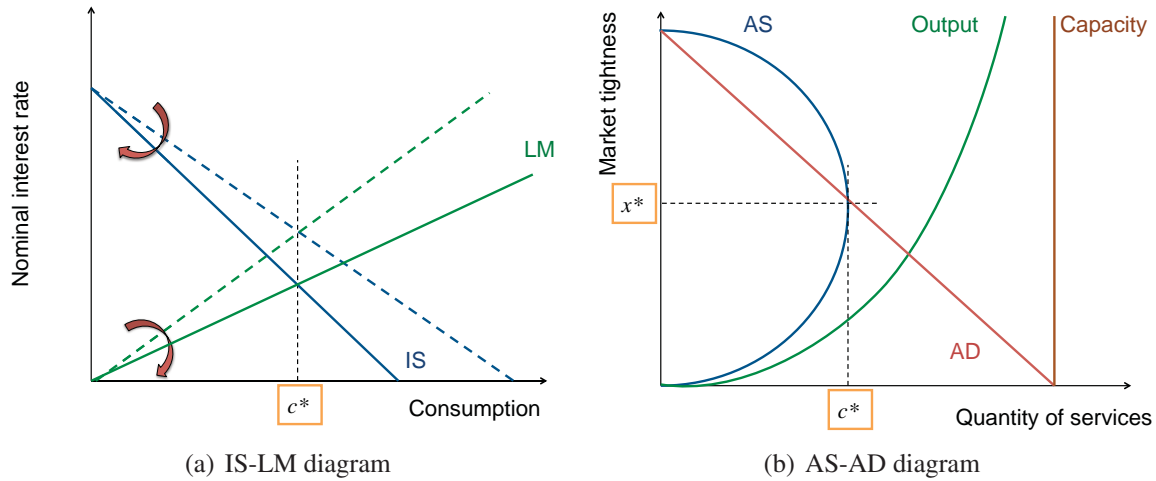 Nominal interest rate
LM
IS
c*
Consumption
(a) IS-LM diagram
Market tightness
AS
Output
Capacity
x*
AD
c*
Quantity of services
(b) AS-AD diagram